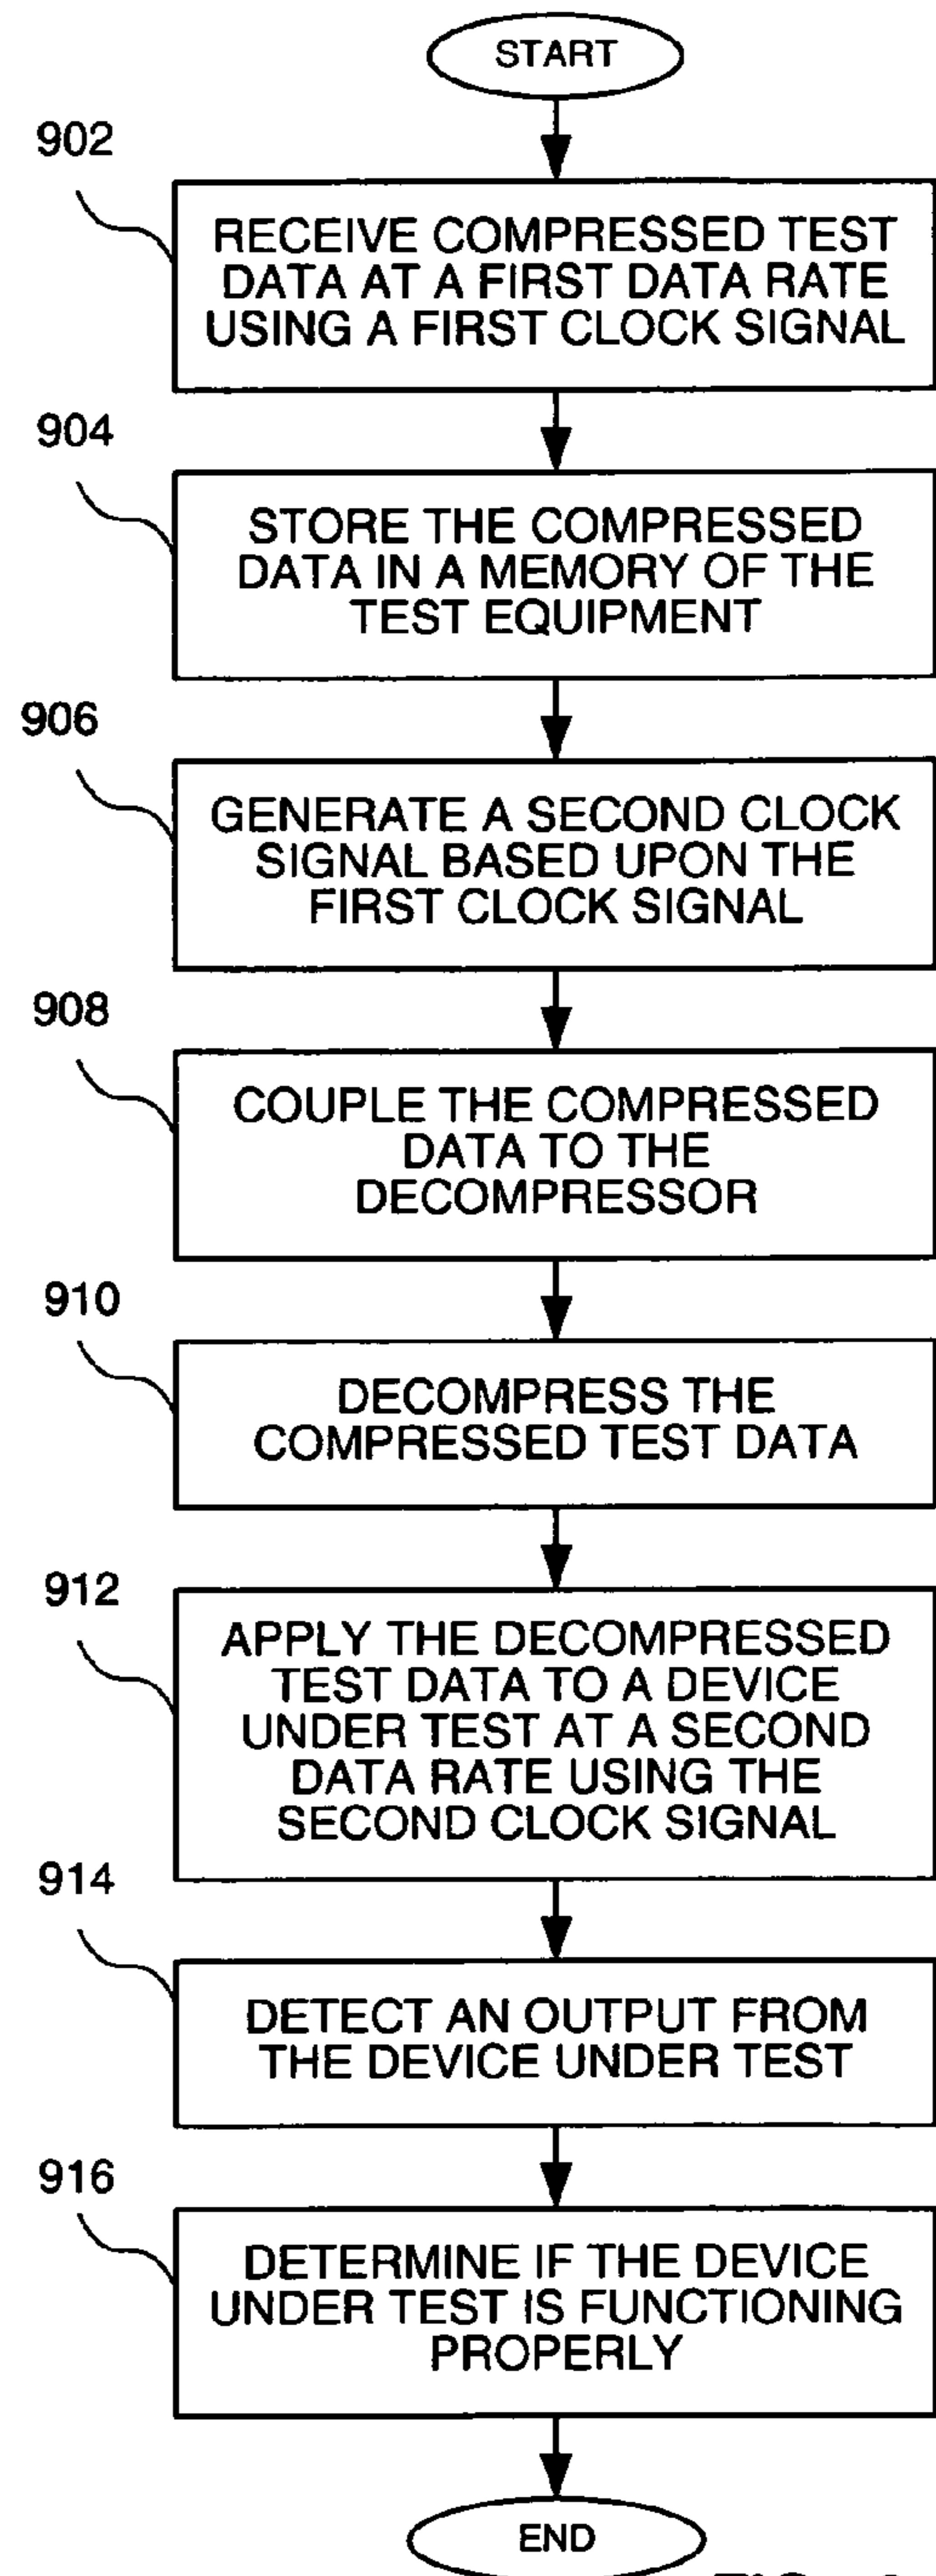 START
902
RECEIVE COMPRESSED TEST
DATA AT A FIRST DATA RATE
USING A FIRST CLOCK SIGNAL
904
STORE THE COMPRESSED
DATA IN A MEMORY OF THE
TEST EQUIPMENT
906
GENERATE A SECOND CLOCK
SIGNAL BASED UPON THE
FIRST CLOCK SIGNAL
908
COUPLE THE COMPRESSED
DATA TO THE
DECOMPRESSOR
910
DECOMPRESS THE
COMPRESSED TEST DATA
912
APPLY THE DECOMPRESSED
TEST DATA TO A DEVICE
UNDER TEST AT A SECOND
DATA RATE USING THE
SECOND CLOCK SIGNAL
914
DETECT AN OUTPUT FROM
THE DEVICE UNDER TEST
916
DETERMINE IF THE DEVICE
UNDER TEST IS FUNCTIONING
PROPERLY
END